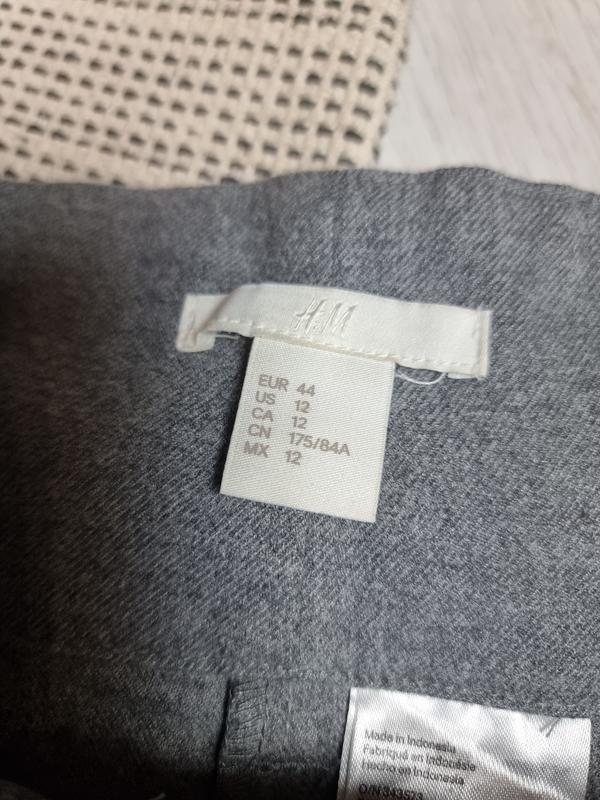 H&M
EUR 44
US 12
CA 12
CN 175/84A
MX 12
Made in Indonesia
Fabriqué en Indonésie
Hecho en Indonesia
O/N